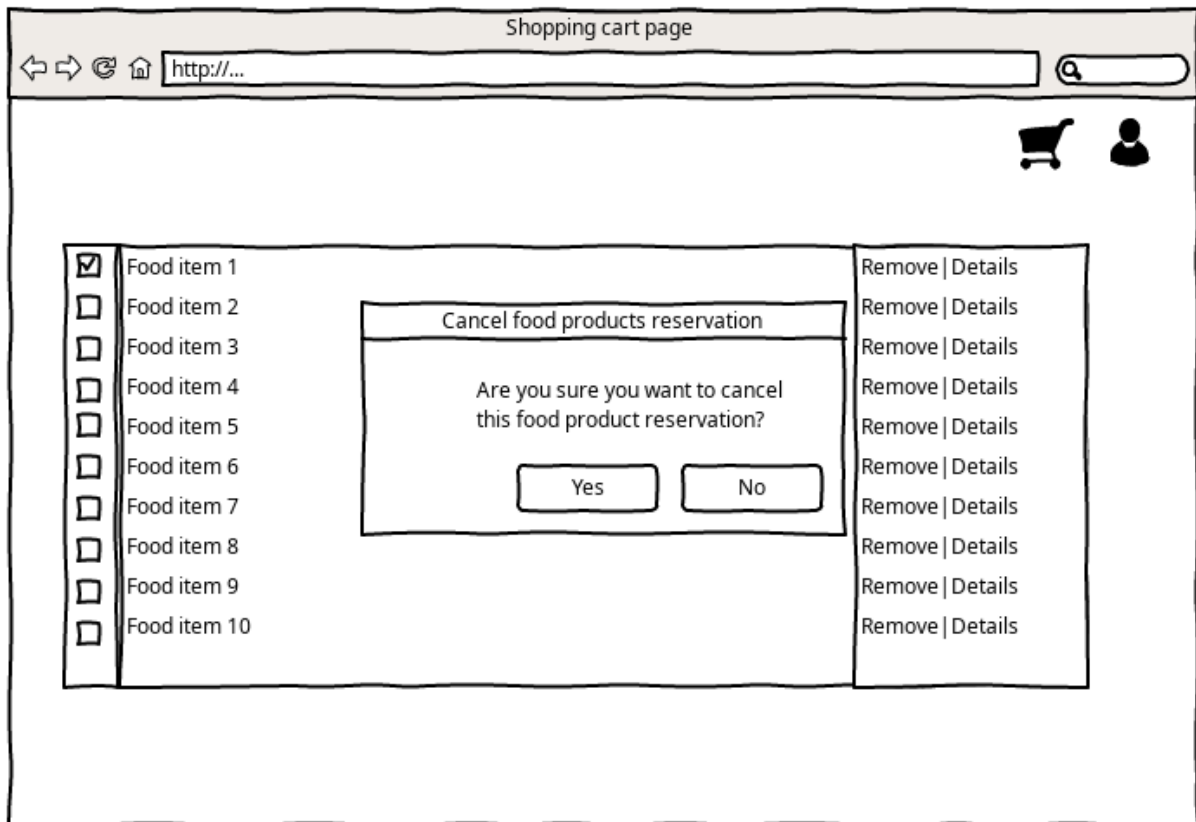 Shopping cart page
http://...
Food item 1 Remove|Details
Food item 2 Remove|Details
Cancel food products reservation
Food item 3 Remove|Details
Food item 4 Remove|Details
Are you sure you want to cancel
this food product reservation?
Food item 5 Remove|Details
Food item 6 Remove|Details
Yes No
Food item 7 Remove|Details
Food item 8 Remove|Details
Food item 9 Remove|Details
Food item 10 Remove|Details